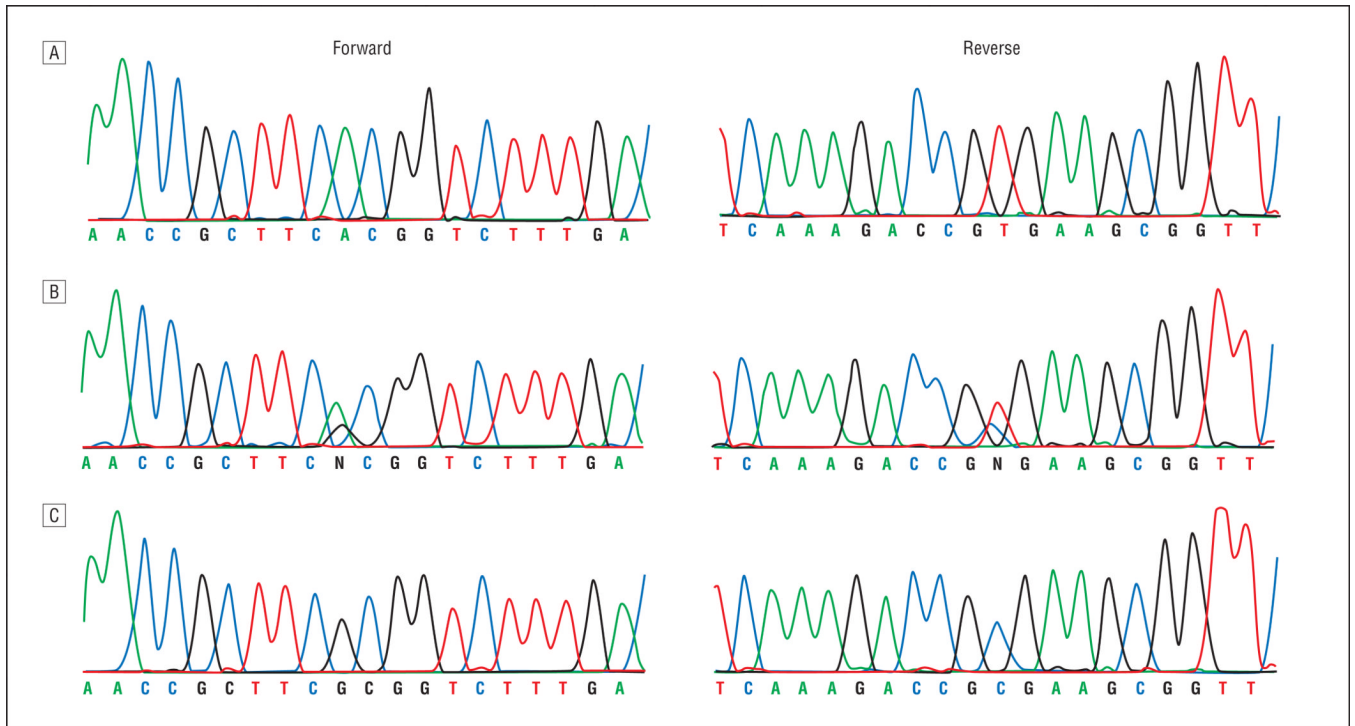 A
Forward
Reverse
A A C C G C T T C A C G G T C T T T G A
T C A A A G A C C G T G A A G C G G T T
B
A A C C G C T T C N C G G T C T T T G A
T C A A A G A C C G N G A A G C G G T T
C
A A C C G C T T C G C G G T C T T T G A
T C A A A G A C C G C G A A G C G G T T